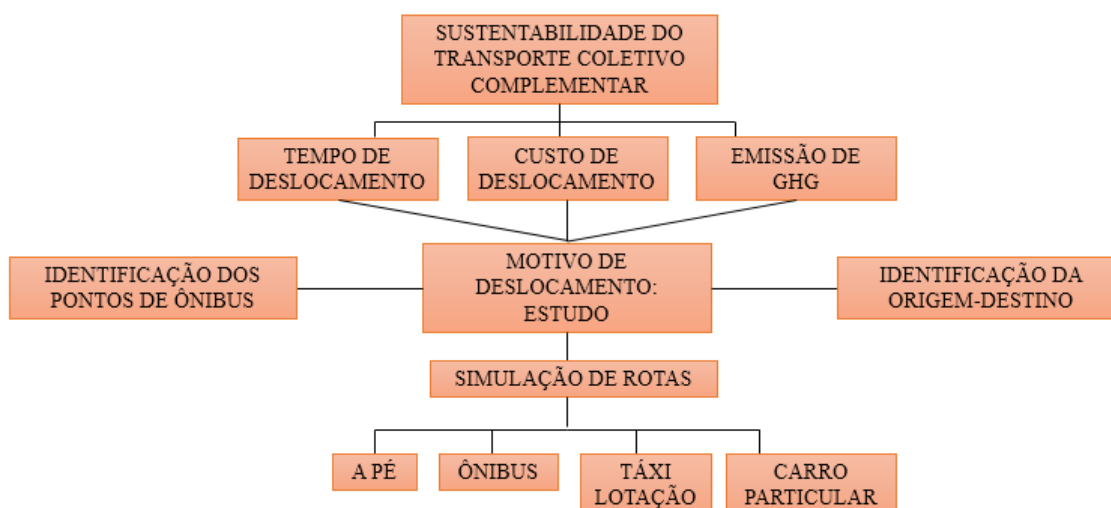 SUSTENTABILIDADE DO
TRANSPORTE COLETIVO
COMPLEMENTAR
TEMPO DE
DESLOCAMENTO
CUSTO DE
DESLOCAMENTO
EMISSÃO DE
GHG
IDENTIFICAÇÃO DOS
PONTOS DE ÔNIBUS
MOTIVO DE
DESLOCAMENTO:
ESTUDO
IDENTIFICAÇÃO DA
ORIGEM-DESTINO
SIMULAÇÃO DE ROTAS
A PÉ
ÔNIBUS
TÁXI
LOTAÇÃO
CARRO
PARTICULAR